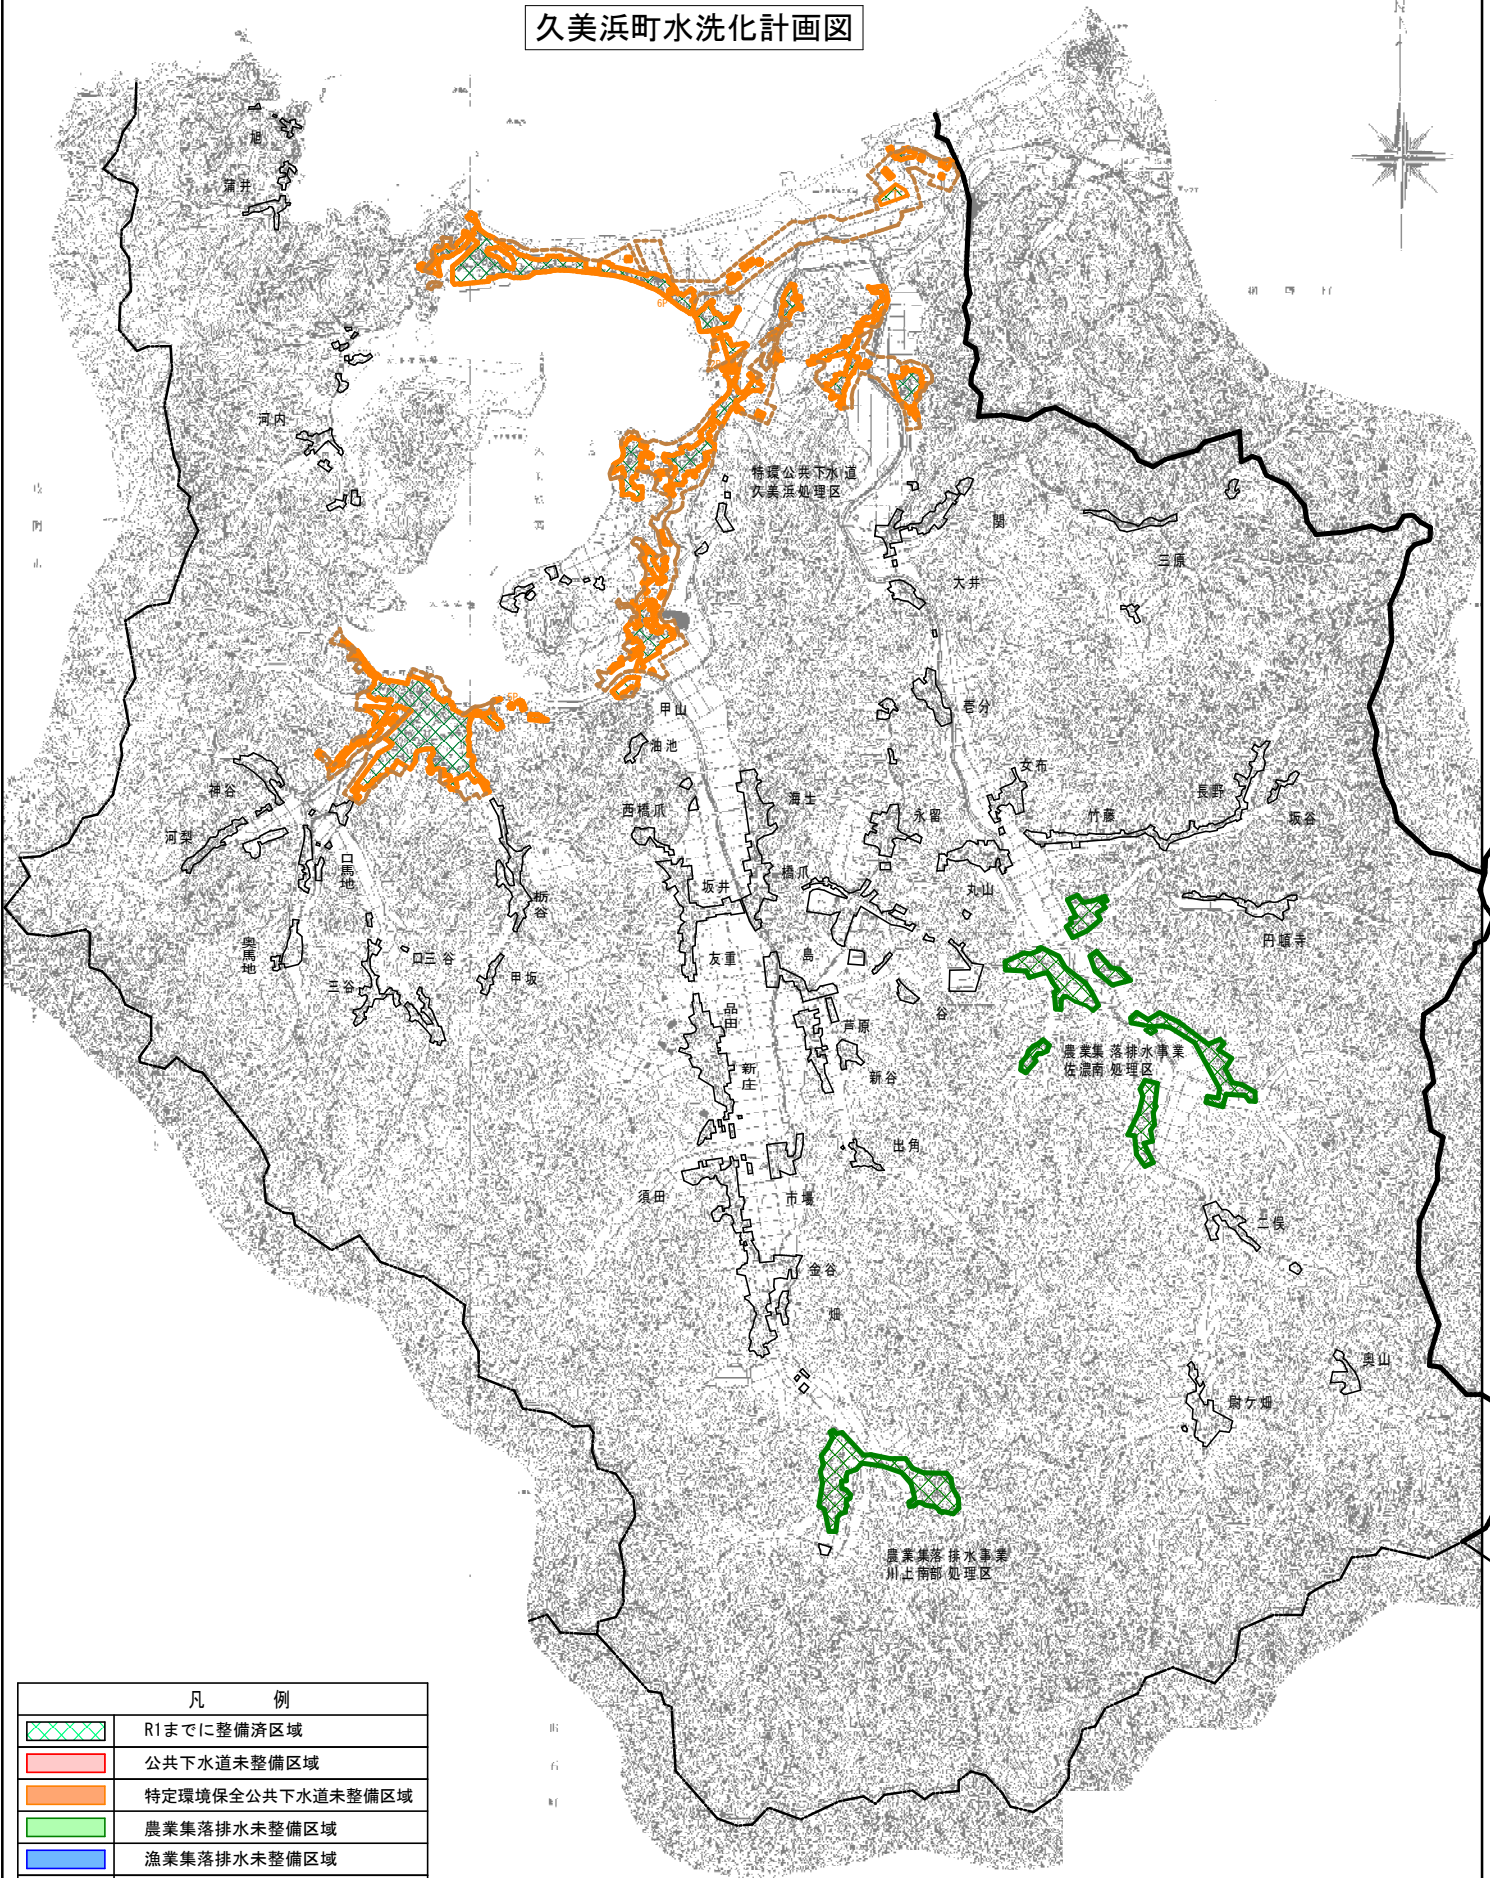 久美浜町水洗化計画図
旭
蒲井
河内
6P
特環公共下水道
久美浜処理区
関
三原
大井
6P
甲山
壱分
油池
女布
神谷
西橋爪
海士
永留
竹藤
長野
坂谷
河梨
口馬地
橋爪
坂井
丸山
栃谷
奥馬地
口三谷
友重
島
円頓寺
三谷
甲坂
品田
谷
芦原
農業集落排水事業
佐濃南処理区
新庄
新谷
出角
須田
市場
二俣
金谷
畑
奥山
尉ケ畑
農業集落排水事業
川上南部処理区
凡 例
R1までに整備済区域
公共下水道未整備区域
特定環境保全公共下水道未整備区域
農業集落排水未整備区域
漁業集落排水未整備区域